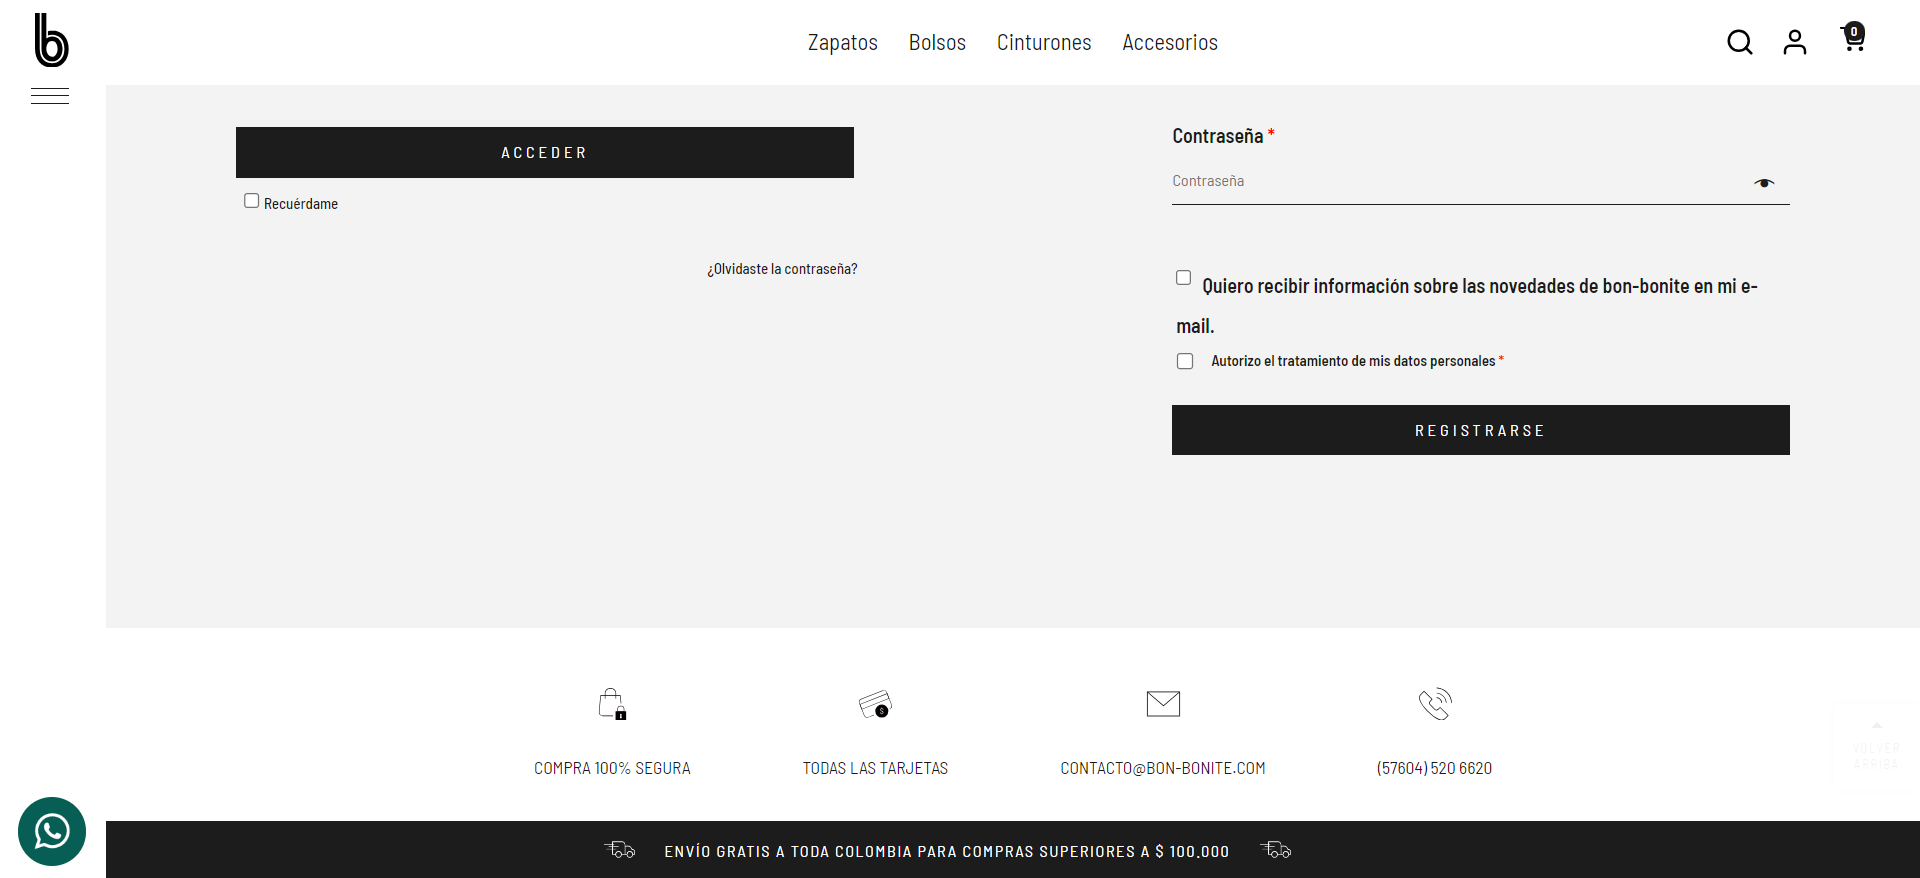 b
Zapatos Bolsos Cinturones Accesorios
0
ACCEDER
Recuérdame
¿Olvidaste la contraseña?
Contraseña *
Contraseña
Quiero recibir información sobre las novedades de bon-bonite en mi e-
mail.
Autorizo el tratamiento de mis datos personales *
REGISTRARSE
COMPRA 100% SEGURA
TODAS LAS TARJETAS
CONTACTO@BON-BONITE.COM
(57604) 520 6620
VOLVER
ARRIBA
ENVÍO GRATIS A TODA COLOMBIA PARA COMPRAS SUPERIORES A $ 100.000